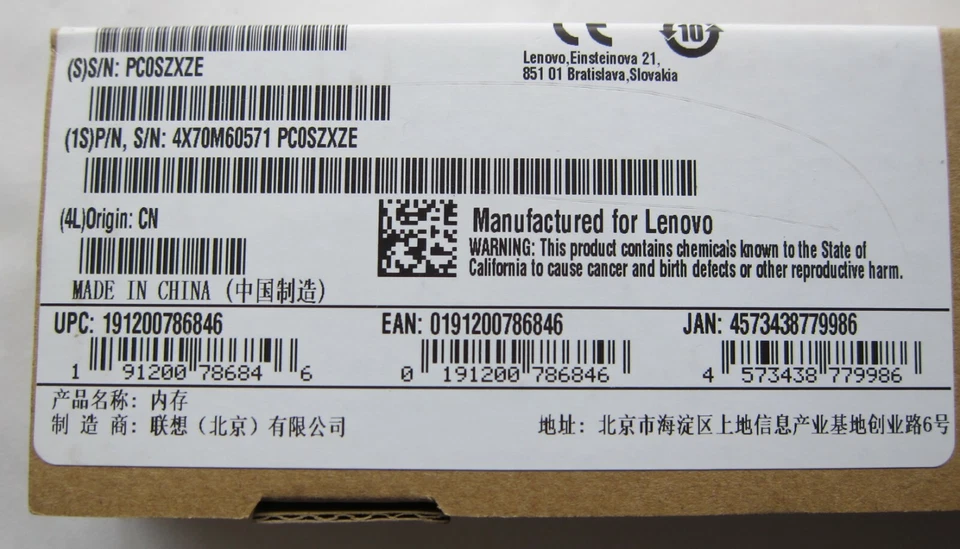 (S)S/N: PC0SZXZE
CE
10
Lenovo,Einsteinova 21,
851 01 Bratislava,Slovakia
(1S)P/N, S/N: 4X70M60571 PC0SZXZE
(4L)Origin: CN
Manufactured for Lenovo
WARNING: This product contains chemicals known to the State of
California to cause cancer and birth defects or other reproductive harm.
MADE IN CHINA (中国制造)
UPC: 191200786846 EAN: 0191200786846 JAN: 4573438779986
1 91200 78684 6 0 191200 786846 4 573438 779986
产品名称: 内存
制 造 商: 联想（北京）有限公司 地址: 北京市海淀区上地信息产业基地创业路6号